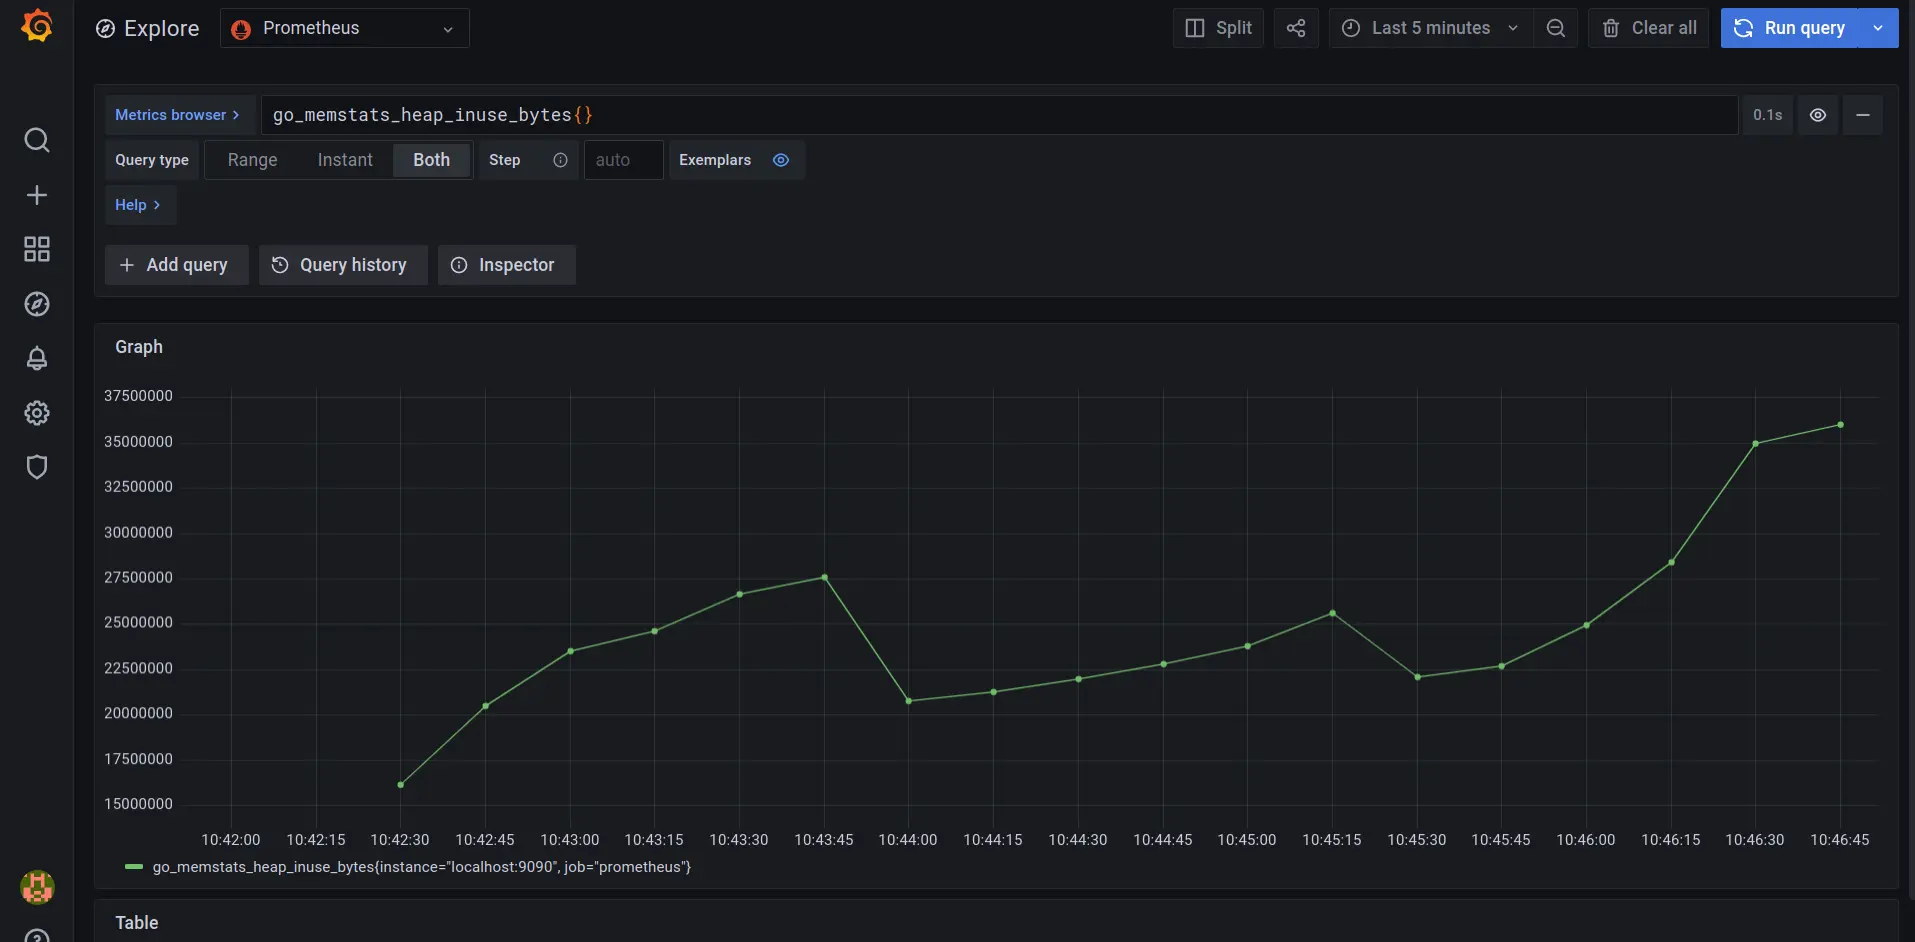 Explore Prometheus Split Last 5 minutes Clear all Run query
Metrics browser > go_memstats_heap_inuse_bytes{} 0.1s
Query type Range Instant Both Step auto Exemplars
Help >
+ Add query Query history Inspector
Graph
37500000
35000000
32500000
30000000
27500000
25000000
22500000
20000000
17500000
15000000
10:42:00 10:42:15 10:42:30 10:42:45 10:43:00 10:43:15 10:43:30 10:43:45 10:44:00 10:44:15 10:44:30 10:44:45 10:45:00 10:45:15 10:45:30 10:45:45 10:46:00 10:46:15 10:46:30 10:46:45
go_memstats_heap_inuse_bytes{instance="localhost:9090", job="prometheus"}
Table